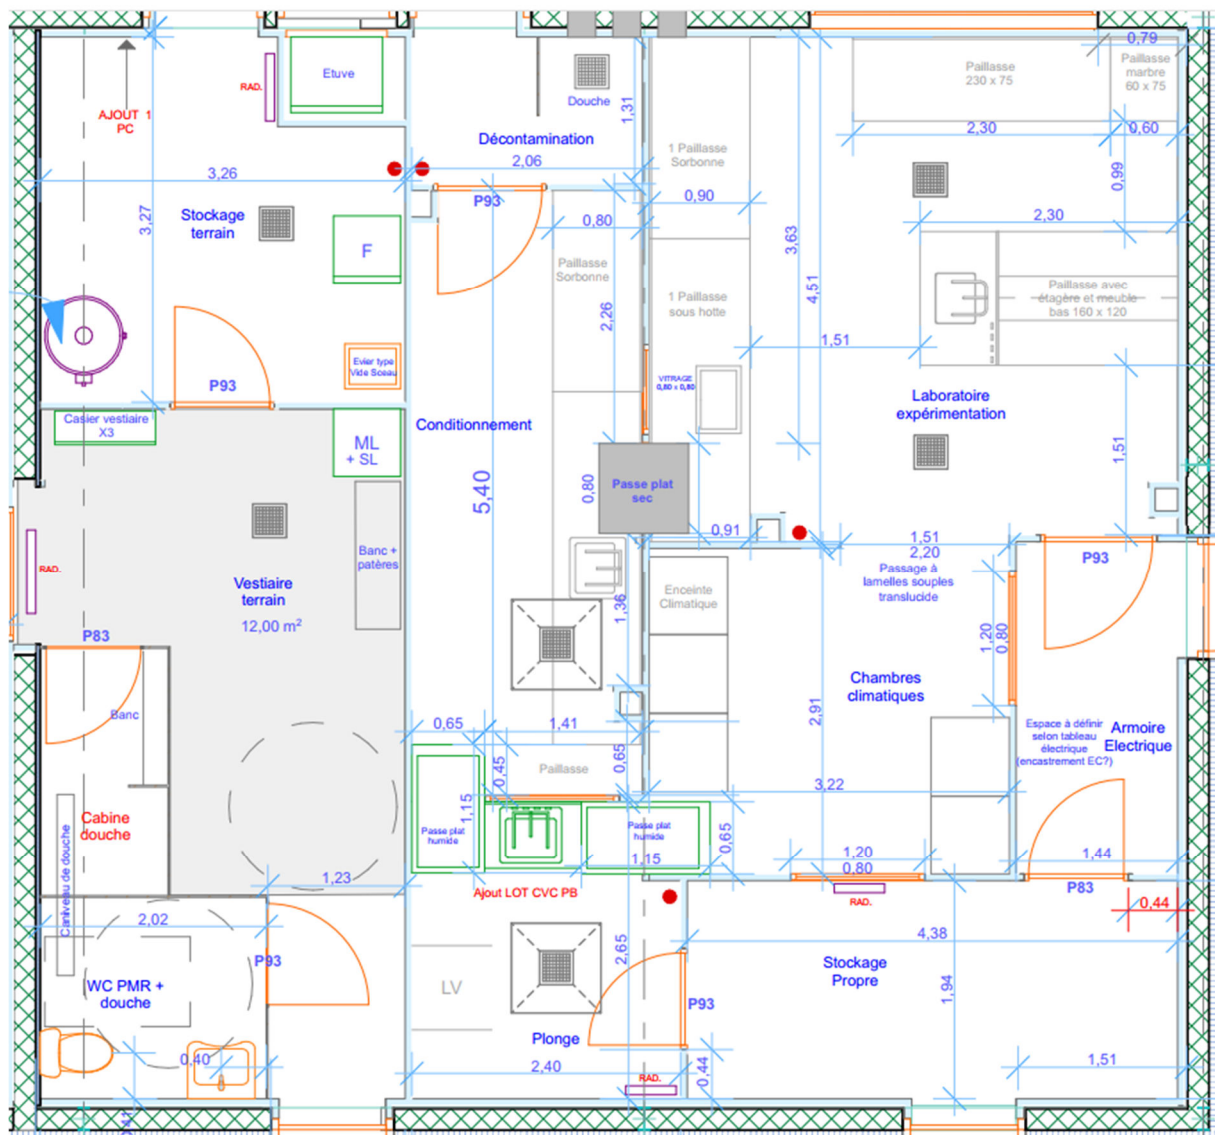 0,79
Etuve
RAD.
Paillasse
230 x 75
Paillasse
marbre
60 x 75
AJOUT 1
PC
Douche
1,31
Décontamination
2,06
2,30
0,60
1 Paillasse
Sorbonne
3,26
P93
0,90
0,99
3,27
Stockage
terrain
0,80
2,30
F
3,63
4,51
Paillasse
Sorbonne
1 Paillasse
sous hotte
Paillasse avec
étagère et meuble
bas 160 x 120
2,26
1,51
Evier type
Vide Sceau
P93
VITRAGE
0,80 x 0,80
Laboratoire
expérimentation
Casier vestiaire
X3
Conditionnement
ML
+ SL
1,51
5,40
0,80
Passe plat
sec
0,91
1,51
2,20
Passage à
lamelles souples
translucide
P93
Banc +
patères
RAD.
Vestiaire
terrain
12,00 m²
Enceinte
Climatique
1,36
P83
1,20
0,80
Chambres
climatiques
2,91
Banc
0,65
1,41
Espace à définir
selon tableau
électrique
(encastrement EC?)
Armoire
Electrique
0,45
Paillasse
0,65
3,22
1,15
Cabine
douche
Passe plat
humide
Passe plat
humide
0,65
1,15
1,20
0,80
1,44
Caniveau de douche
1,23
Ajout LOT CVC PB
RAD.
P83
0,44
2,02
4,38
2,65
P93
Stockage
Propre
WC PMR +
douche
LV
1,94
P93
Plonge
0,40
2,40
0,44
1,51
RAD.
0,41